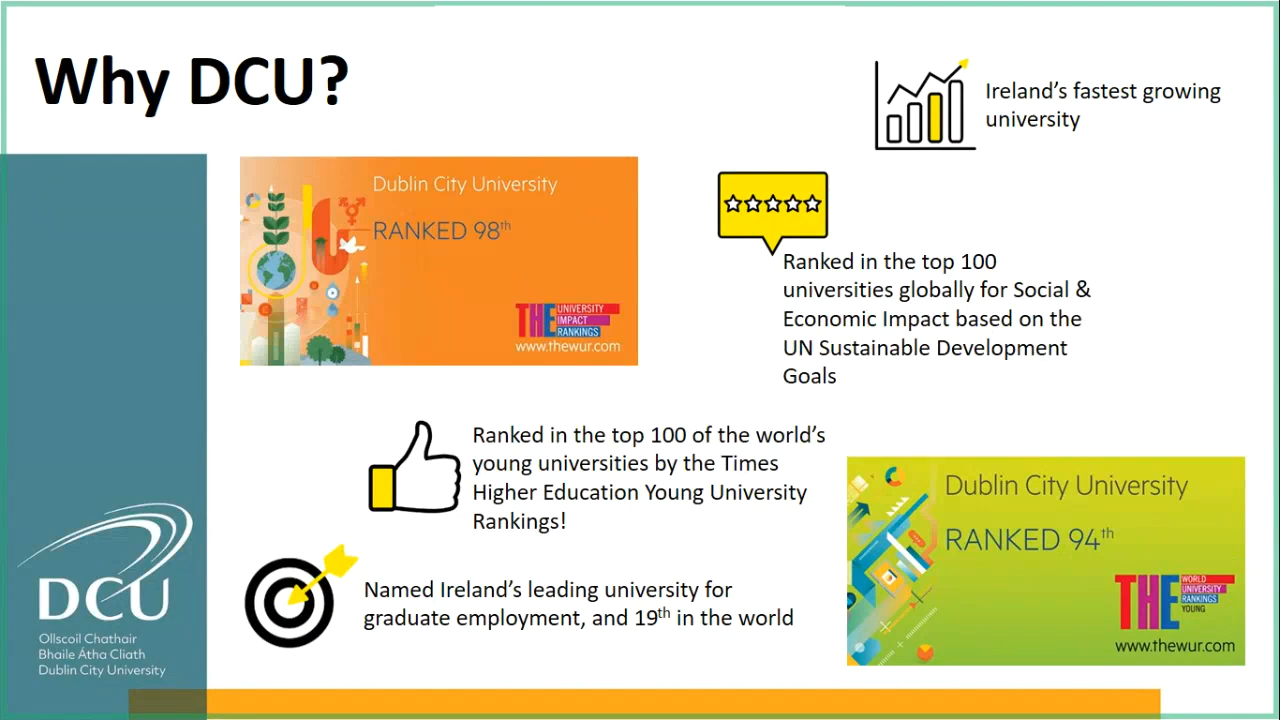 Why DCU?
Ireland’s fastest growing
university
Dublin City University
RANKED 98th
THE UNIVERSITY
IMPACT
RANKINGS
www.thewur.com
Ranked in the top 100
universities globally for Social &
Economic Impact based on the
UN Sustainable Development
Goals
Ranked in the top 100 of the world’s
young universities by the Times
Higher Education Young University
Rankings!
Dublin City University
RANKED 94th
THE WORLD
UNIVERSITY
RANKINGS
YOUNG
www.thewur.com
Named Ireland’s leading university for
graduate employment, and 19th in the world
DCU
Ollscoil Chathair
Bhaile Átha Cliath
Dublin City University